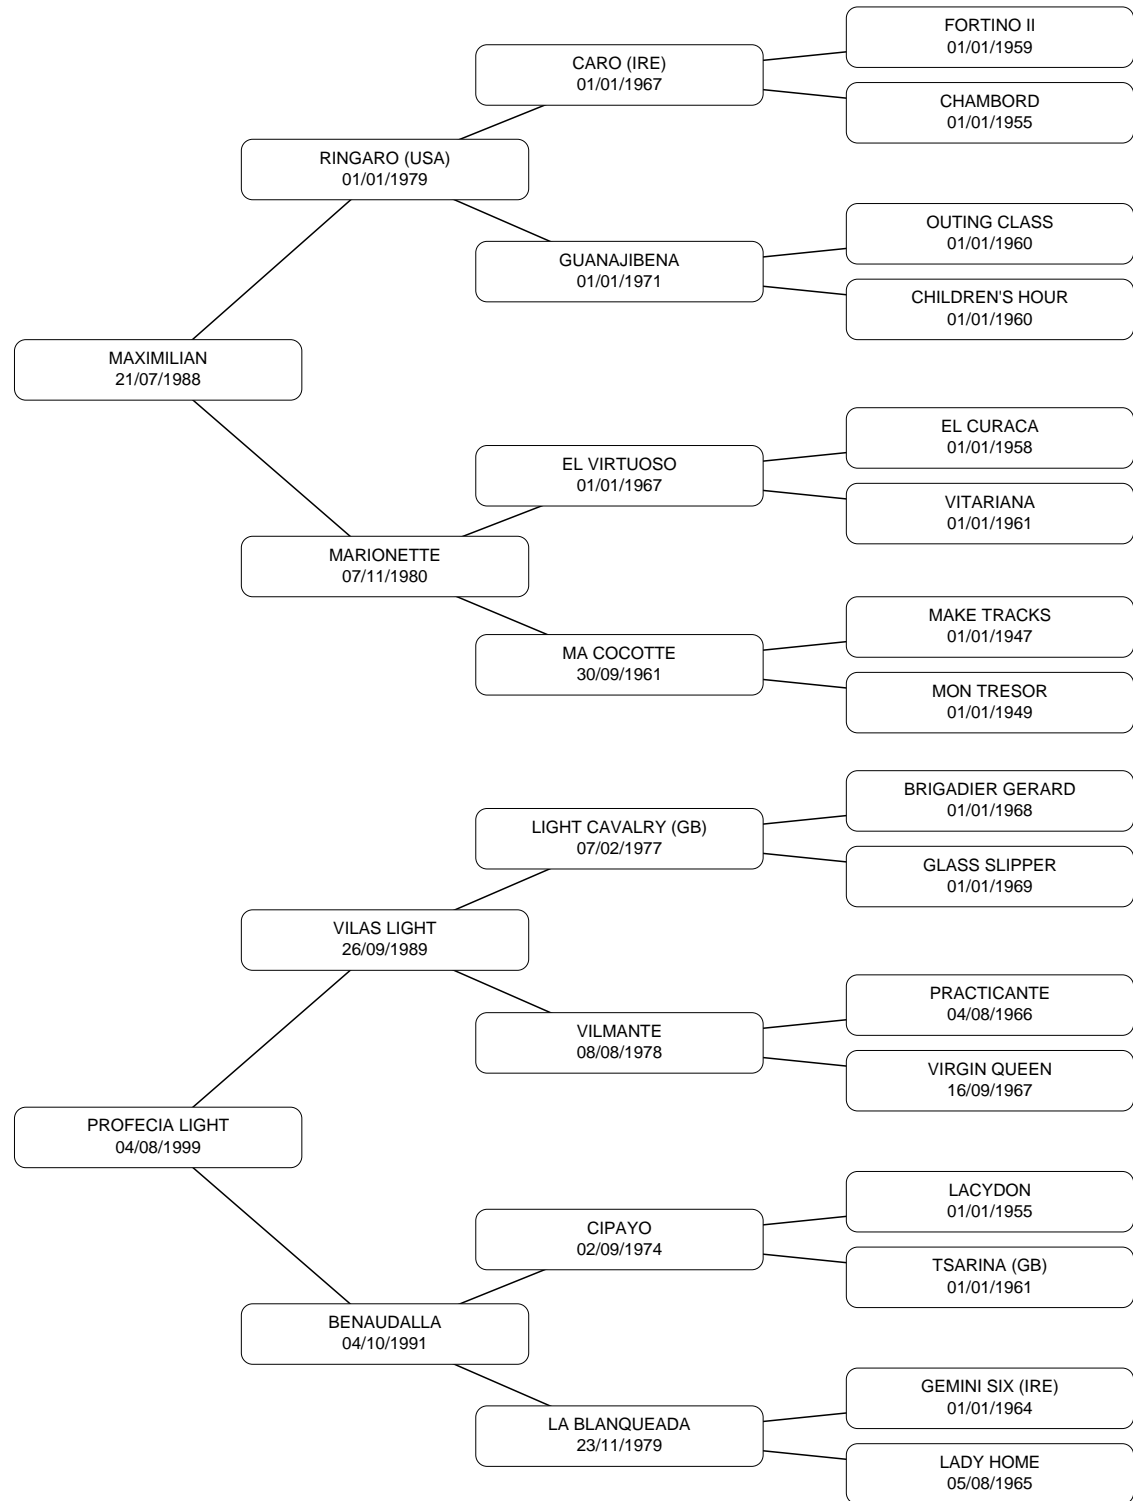 FORTINO II
01/01/1959
CARO (IRE)
01/01/1967
CHAMBORD
01/01/1955
RINGARO (USA)
01/01/1979
OUTING CLASS
01/01/1960
GUANAJIBENA
01/01/1971
CHILDREN'S HOUR
01/01/1960
MAXIMILIAN
21/07/1988
EL CURACA
01/01/1958
EL VIRTUOSO
01/01/1967
VITARIANA
01/01/1961
MARIONETTE
07/11/1980
MAKE TRACKS
01/01/1947
MA COCOTTE
30/09/1961
MON TRESOR
01/01/1949
BRIGADIER GERARD
01/01/1968
LIGHT CAVALRY (GB)
07/02/1977
GLASS SLIPPER
01/01/1969
VILAS LIGHT
26/09/1989
PRACTICANTE
04/08/1966
VILMANTE
08/08/1978
VIRGIN QUEEN
16/09/1967
PROFECIA LIGHT
04/08/1999
LACYDON
01/01/1955
CIPAYO
02/09/1974
TSARINA (GB)
01/01/1961
BENAUDALLA
04/10/1991
GEMINI SIX (IRE)
01/01/1964
LA BLANQUEADA
23/11/1979
LADY HOME
05/08/1965